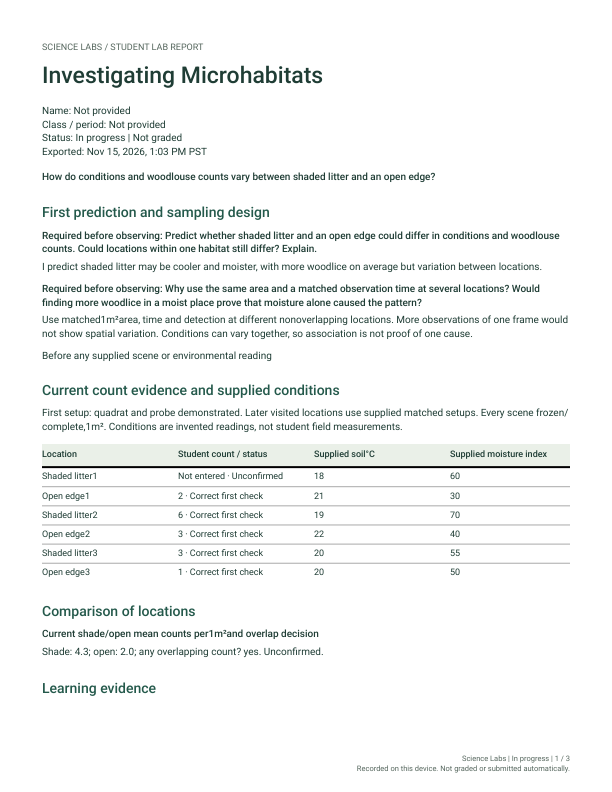 SCIENCE LABS / STUDENT LAB REPORT
Investigating Microhabitats
Name: Not provided
Class / period: Not provided
Status: In progress | Not graded
Exported: Nov 15, 2026, 1:03 PM PST
How do conditions and woodlouse counts vary between shaded litter and an open edge?
First prediction and sampling design
Required before observing: Predict whether shaded litter and an open edge could differ in conditions and woodlouse
counts. Could locations within one habitat still differ? Explain.
I predict shaded litter may be cooler and moister, with more woodlice on average but variation between locations.
Required before observing: Why use the same area and a matched observation time at several locations? Would
finding more woodlice in a moist place prove that moisture alone caused the pattern?
Use matched1m²area, time and detection at different nonoverlapping locations. More observations of one frame would
not show spatial variation. Conditions can vary together, so association is not proof of one cause.
Before any supplied scene or environmental reading
Current count evidence and supplied conditions
First setup: quadrat and probe demonstrated. Later visited locations use supplied matched setups. Every scene frozen/
complete,1m². Conditions are invented readings, not student field measurements.
Location Student count / status Supplied soil°C Supplied moisture index
Shaded litter1 Not entered · Unconfirmed 18 60
Open edge1 2 · Correct first check 21 30
Shaded litter2 6 · Correct first check 19 70
Open edge2 3 · Correct first check 22 40
Shaded litter3 3 · Correct first check 20 55
Open edge3 1 · Correct first check 20 50
Comparison of locations
Current shade/open mean counts per1m²and overlap decision
Shade: 4.3; open: 2.0; any overlapping count? yes. Unconfirmed.
Learning evidence
Science Labs | In progress | 1 / 3
Recorded on this device. Not graded or submitted automatically.